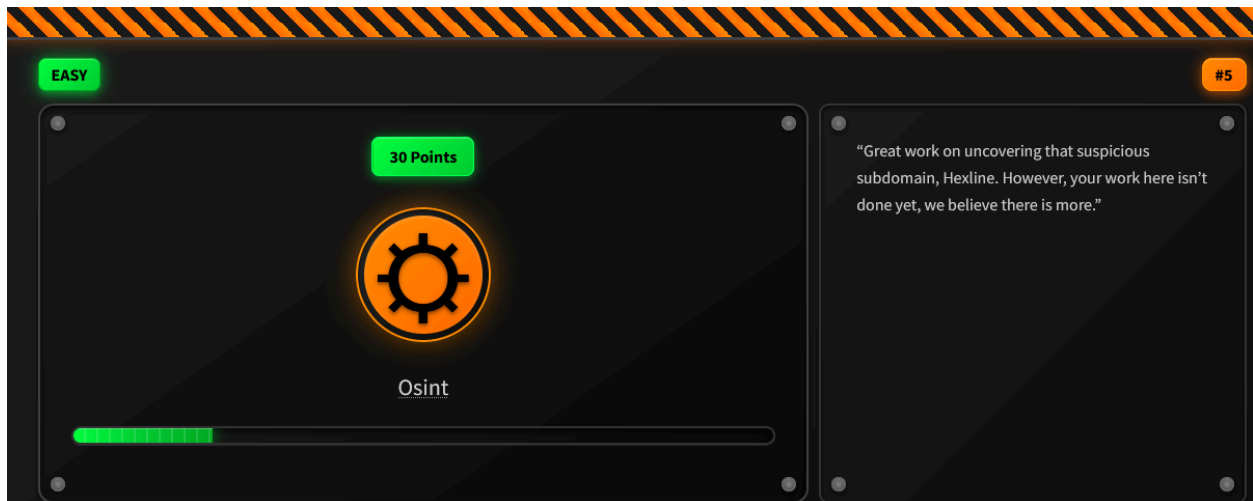 EASY
#5
30 Points
Osint
“Great work on uncovering that suspicious
subdomain, Hexline. However, your work here isn’t
done yet, we believe there is more.”